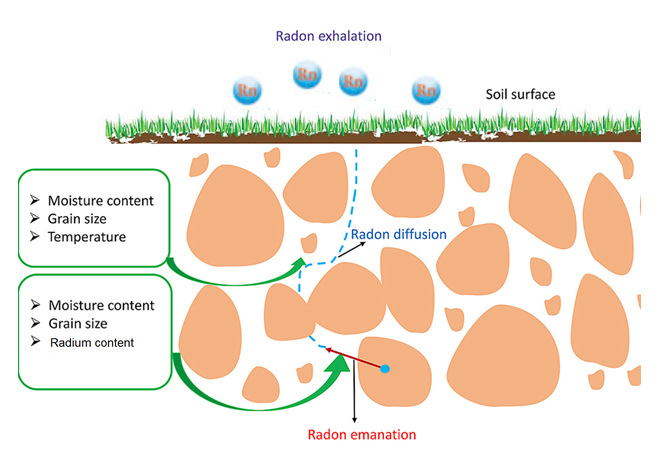 Radon exhalation
Rn
Rn
Rn
Rn
Soil surface
➢ Moisture content
➢ Grain size
➢ Temperature
Radon diffusion
➢ Moisture content
➢ Grain size
➢ Radium content
Radon emanation